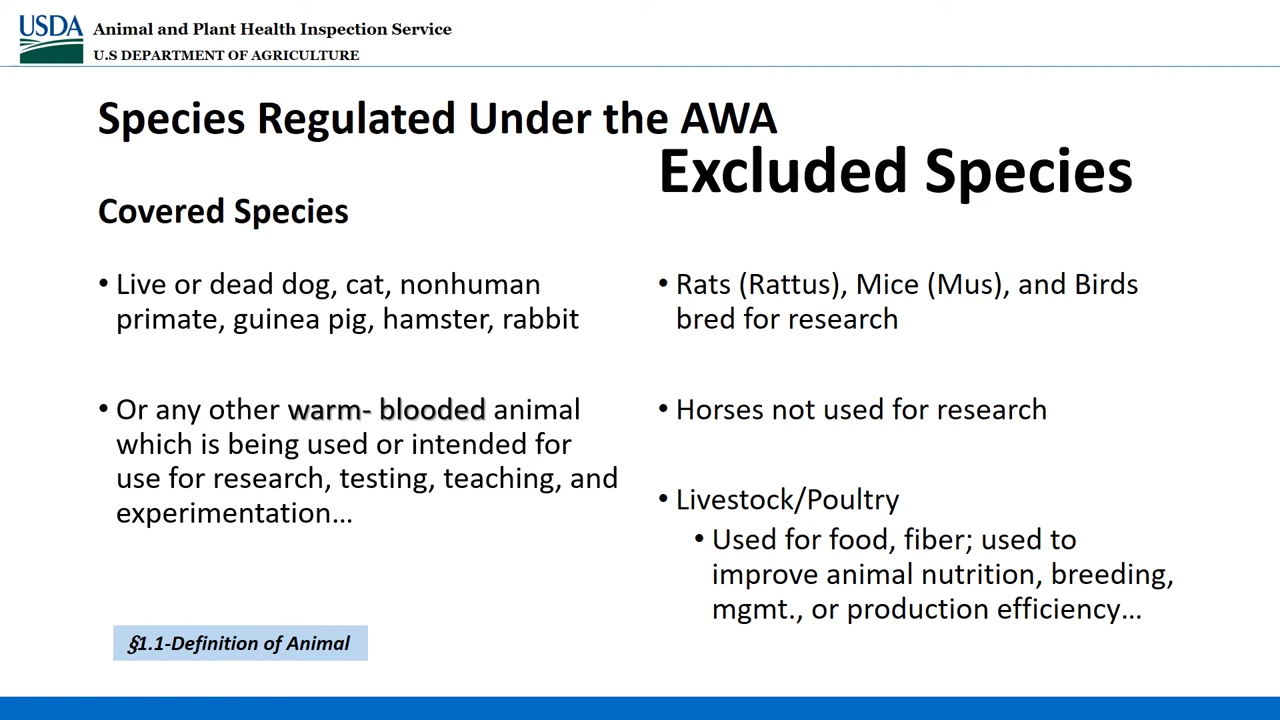 USDA
Animal and Plant Health Inspection Service
U.S DEPARTMENT OF AGRICULTURE
Species Regulated Under the AWA
Covered Species
• Live or dead dog, cat, nonhuman
primate, guinea pig, hamster, rabbit
• Or any other warm- blooded animal
which is being used or intended for
use for research, testing, teaching, and
experimentation…
§1.1-Definition of Animal
Excluded Species
• Rats (Rattus), Mice (Mus), and Birds
bred for research
• Horses not used for research
• Livestock/Poultry
• Used for food, fiber; used to
improve animal nutrition, breeding,
mgmt., or production efficiency…